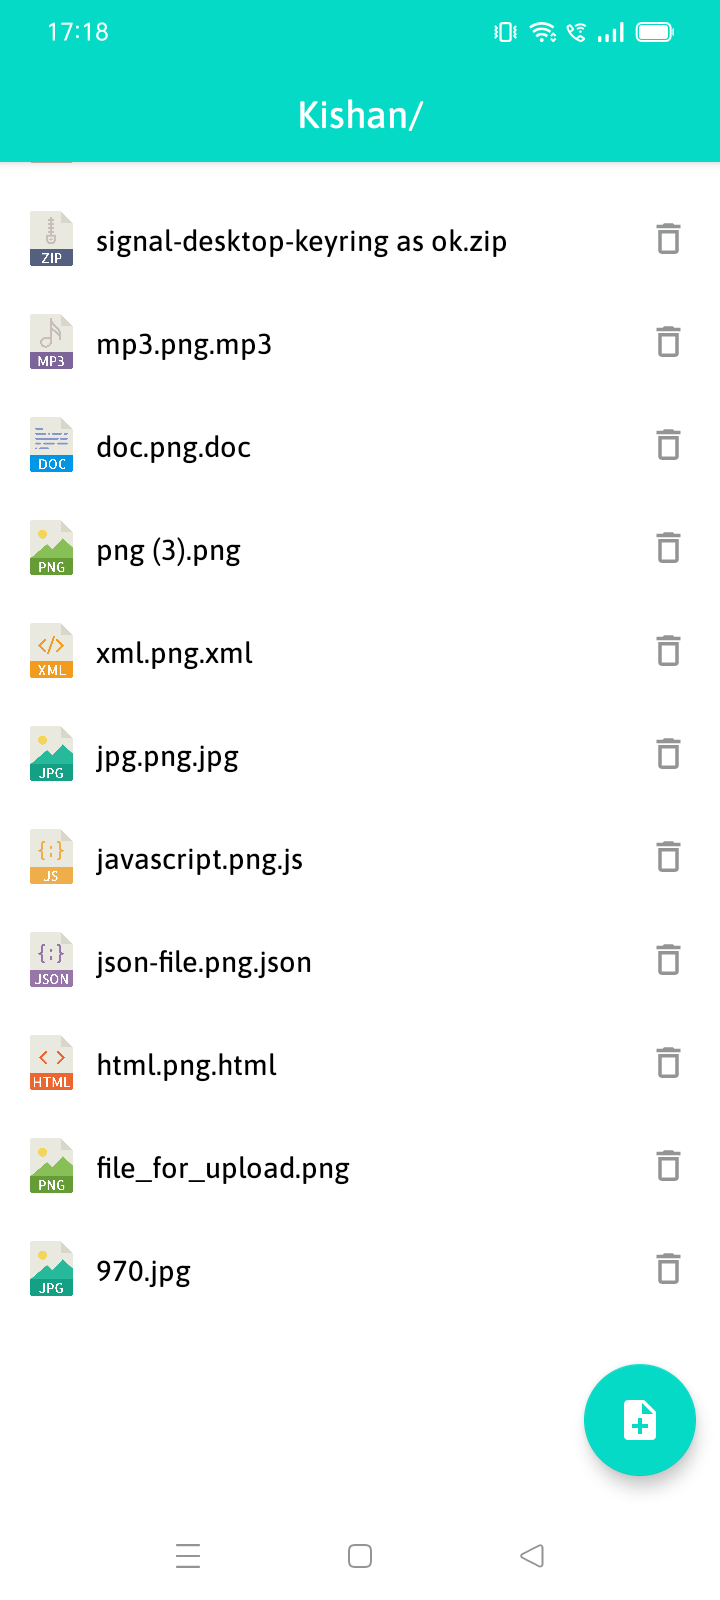 17:18
Kishan/
ZIP
signal-desktop-keyring as ok.zip
MP3
mp3.png.mp3
DOC
doc.png.doc
PNG
png (3).png
XML
xml.png.xml
JPG
jpg.png.jpg
JS
javascript.png.js
JSON
json-file.png.json
HTML
html.png.html
PNG
file_for_upload.png
JPG
970.jpg